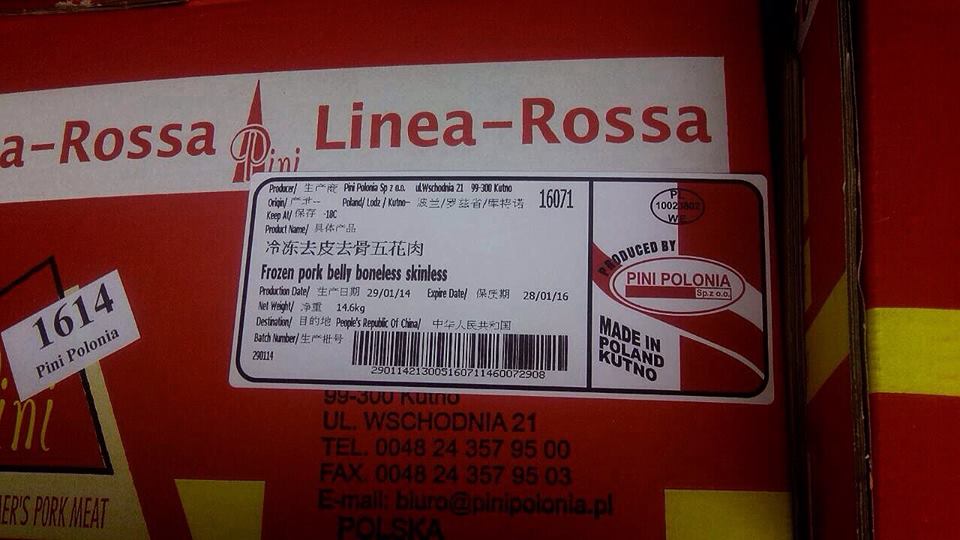 a-Rossa Pini Linea-Rossa
Producer/ 生产商 Pini Polonia Sp z o.o. ul.Wschodnia 21 99-300 Kutno
Origin/ Poland/ Lodz / Kutno- 波兰/罗兹省/库特诺 16071
Keep At/ 保存 -18C
Product Name/ 具体产品
冷冻去皮去骨五花肉
Frozen pork belly boneless skinless
Production Date/ 生产日期 29/01/14 Expire Date/ 保质期 28/01/16
Net Weight/ 净重 14.6kg
Destination/ 目的地 People's Republic Of China/ 中华人民共和国
Batch Number/ 生产批号
290114
290114213005160711460072908
PL
WE
PRODUCED BY
PINI POLONIA
Sp.z o.o.
MADE IN
POLAND
KUTNO
1614
Pini Polonia
ini
ER'S PORK MEAT
99-300 Kutno
UL. WSCHODNIA 21
TEL. 0048 24 357 95 00
FAX. 0048 24 357 95 03
E-mail: biuro@pinipolonia.pl
POLSKA